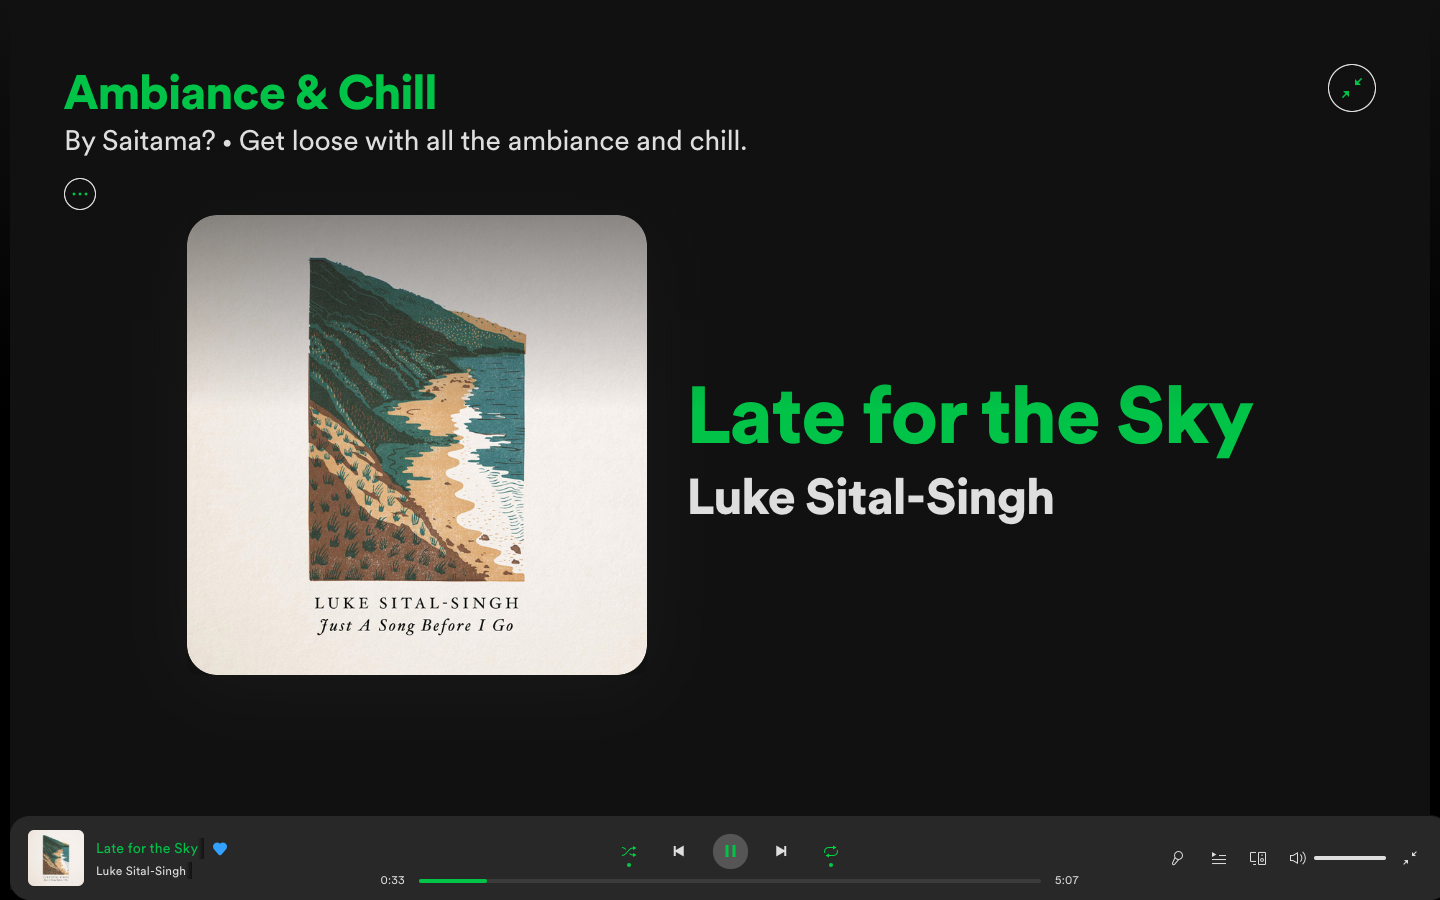 Ambiance & Chill
By Saitama? • Get loose with all the ambiance and chill.
LUKE SITAL-SINGH
Just A Song Before I Go
Late for the Sky
Luke Sital-Singh
Late for the Sky
Luke Sital-Singh
0:33
5:07